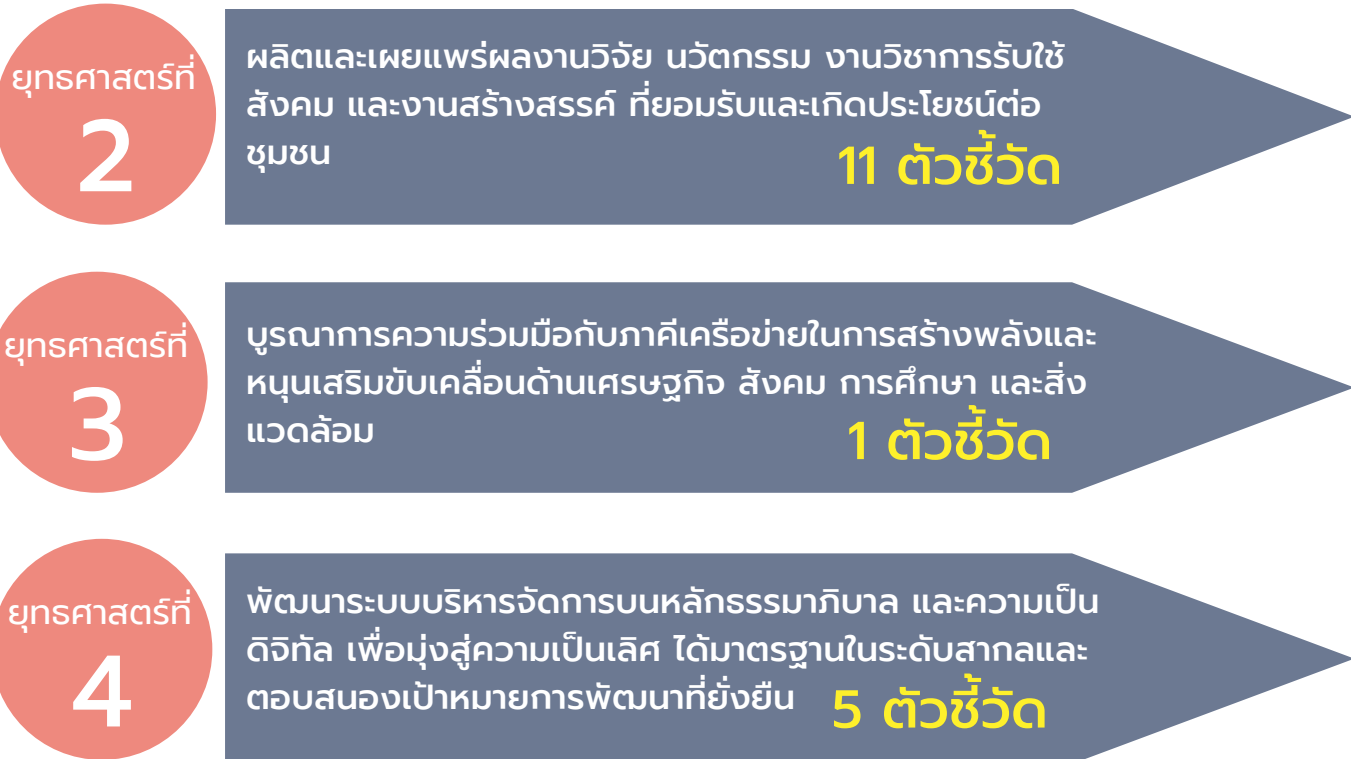 ยุทธศาสตร์ที่
2
ผลิตและเผยแพร่ผลงานวิจัย นวัตกรรม งานวิชาการรับใช้
สังคม และงานสร้างสรรค์ ที่ยอมรับและเกิดประโยชน์ต่อ
ชุมชน
11 ตัวชี้วัด
ยุทธศาสตร์ที่
3
บูรณาการความร่วมมือกับภาคีเครือข่ายในการสร้างพลังและ
หนุนเสริมขับเคลื่อนด้านเศรษฐกิจ สังคม การศึกษา และสิ่ง
แวดล้อม
1 ตัวชี้วัด
ยุทธศาสตร์ที่
4
พัฒนาระบบบริหารจัดการบนหลักธรรมาภิบาล และความเป็น
ดิจิทัล เพื่อมุ่งสู่ความเป็นเลิศ ได้มาตรฐานในระดับสากลและ
ตอบสนองเป้าหมายการพัฒนาที่ยั่งยืน
5 ตัวชี้วัด